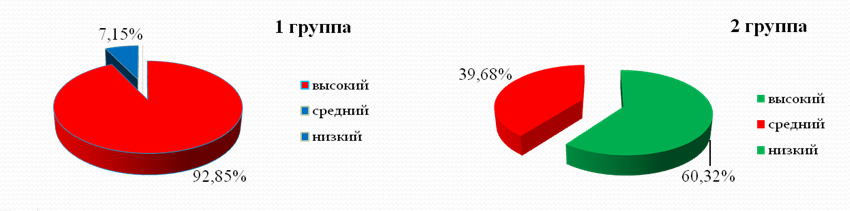 1 группа
7,15%
высокий
средний
низкий
92,85%
2 группа
39,68%
высокий
средний
низкий
60,32%